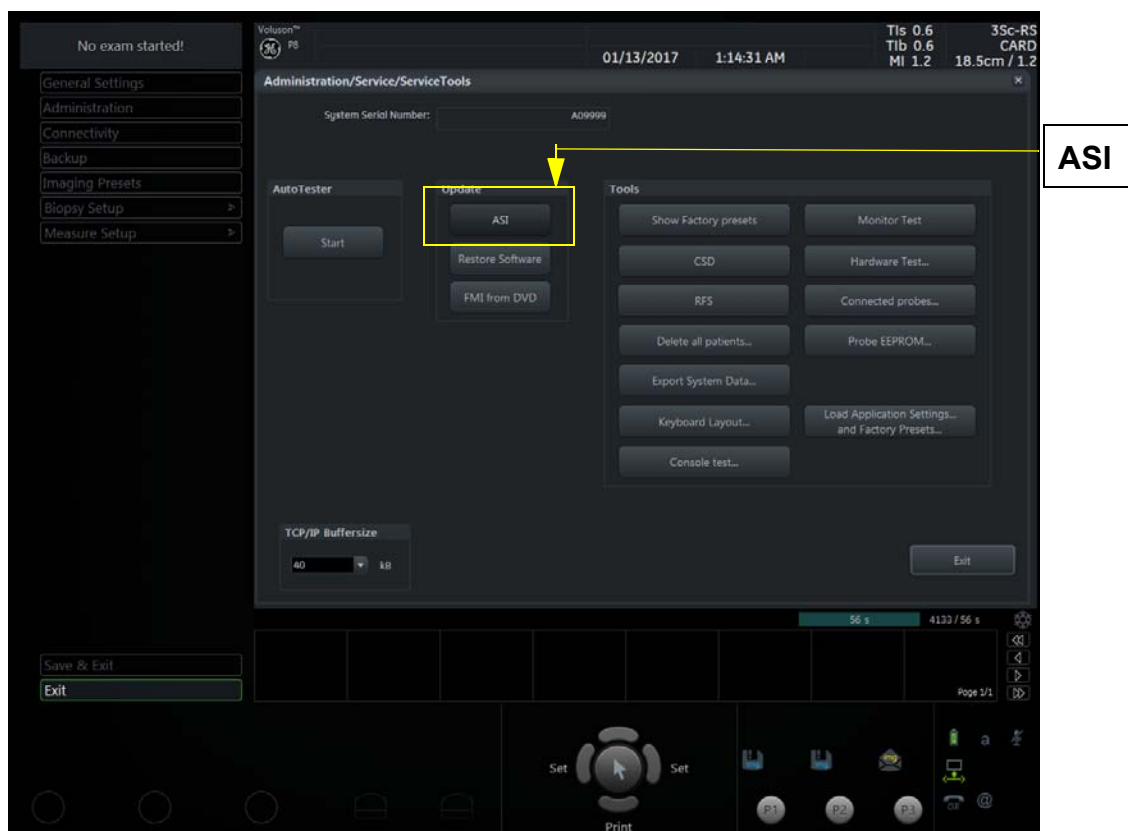 No exam started!
Voluson™
P8
01/13/2017 1:14:31 AM
TIs 0.6
TIb 0.6
MI 1.2
3Sc-RS
CARD
18.5cm / 1.2
General Settings
Administration
Connectivity
Backup
Imaging Presets
Biopsy Setup
Measure Setup
Administration/Service/ServiceTools
System Serial Number: A09999
ASI
AutoTester
Start
Update
ASI
Restore Software
FMI from DVD
Tools
Show Factory presets
Monitor Test
CSD
Hardware Test...
RFS
Connected probes...
Delete all patients...
Probe EEPROM...
Export System Data...
Keyboard Layout...
Load Application Settings...
and Factory Presets...
Console test...
TCP/IP Buffersize
40 kB
Exit
56 s 4133 / 56 s
Save & Exit
Exit
Page 1/1
Set Set
Print
P1 P2 P3
a
@